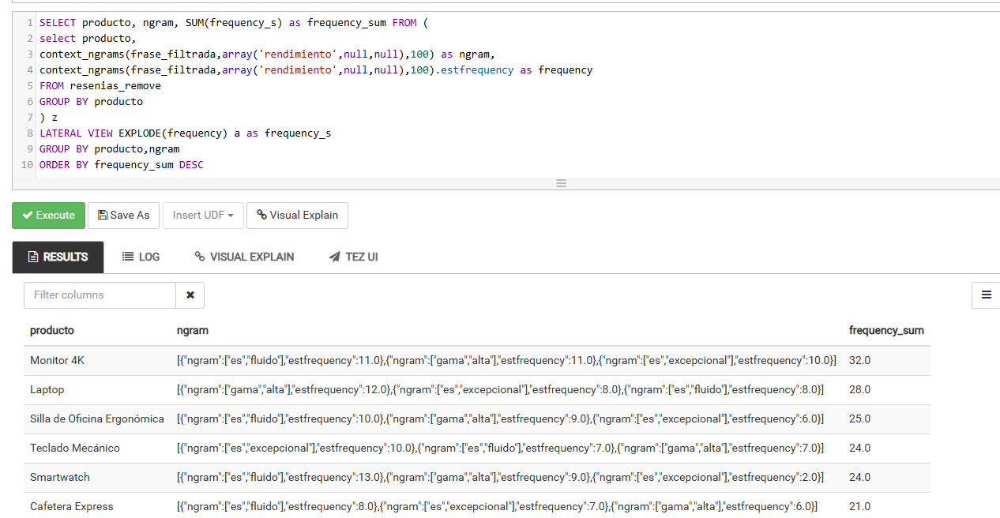 1 SELECT producto, ngram, SUM(frequency_s) as frequency_sum FROM (
2 select producto,
3 context_ngrams(frase_filtrada,array('rendimiento',null,null),100) as ngram,
4 context_ngrams(frase_filtrada,array('rendimiento',null,null),100).estfrequency as frequency
5 FROM resenias_remove
6 GROUP BY producto
7 ) z
8 LATERAL VIEW EXPLODE(frequency) a as frequency_s
9 GROUP BY producto,ngram
10 ORDER BY frequency_sum DESC
Execute Save As Insert UDF Visual Explain
RESULTS LOG VISUAL EXPLAIN TEZ UI
Filter columns
producto ngram frequency_sum
Monitor 4K [{"ngram":["es","fluido"],"estfrequency":11.0},{"ngram":["gama","alta"],"estfrequency":11.0},{"ngram":["es","excepcional"],"estfrequency":10.0}] 32.0
Laptop [{"ngram":["gama","alta"],"estfrequency":12.0},{"ngram":["es","excepcional"],"estfrequency":8.0},{"ngram":["es","fluido"],"estfrequency":8.0}] 28.0
Silla de Oficina Ergonómica [{"ngram":["es","fluido"],"estfrequency":10.0},{"ngram":["gama","alta"],"estfrequency":9.0},{"ngram":["es","excepcional"],"estfrequency":6.0}] 25.0
Teclado Mecánico [{"ngram":["es","excepcional"],"estfrequency":10.0},{"ngram":["es","fluido"],"estfrequency":7.0},{"ngram":["gama","alta"],"estfrequency":7.0}] 24.0
Smartwatch [{"ngram":["es","fluido"],"estfrequency":13.0},{"ngram":["gama","alta"],"estfrequency":9.0},{"ngram":["es","excepcional"],"estfrequency":2.0}] 24.0
Cafetera Express [{"ngram":["es","fluido"],"estfrequency":8.0},{"ngram":["es","excepcional"],"estfrequency":7.0},{"ngram":["gama","alta"],"estfrequency":6.0}] 21.0